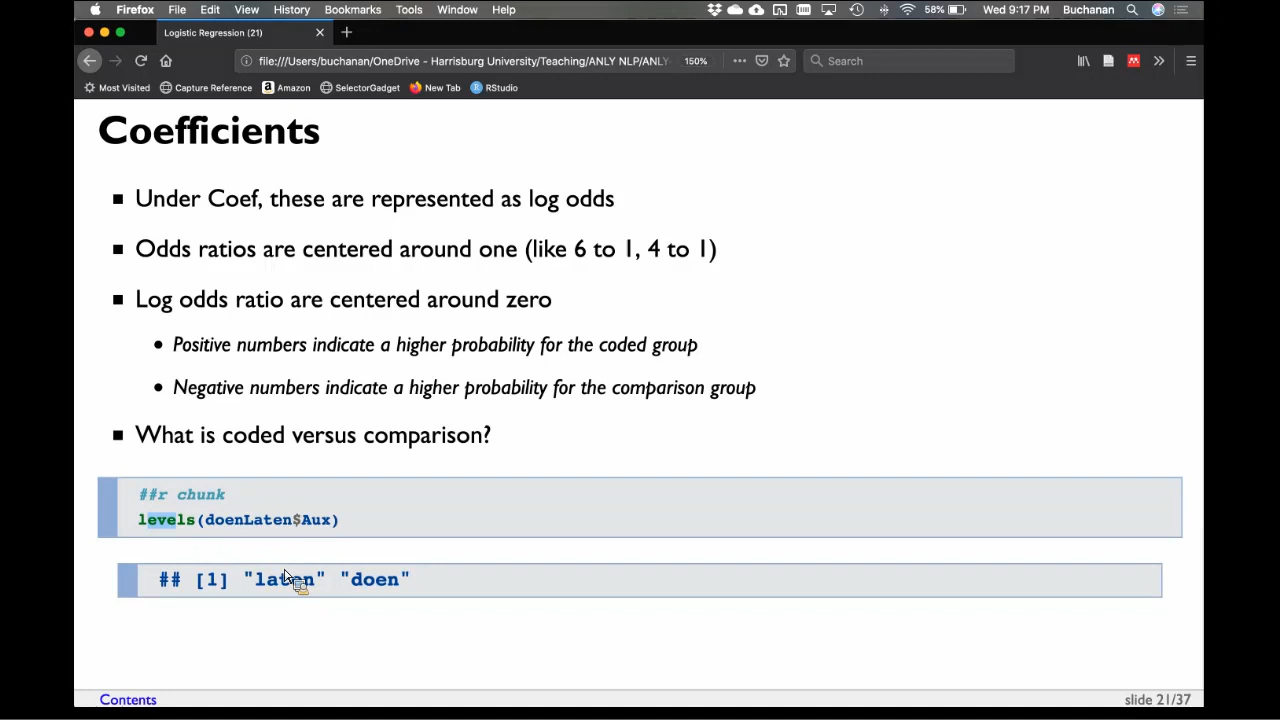 Firefox File Edit View History Bookmarks Tools Window Help 58% Wed 9:17 PM Buchanan
Logistic Regression (21)
file:///Users/buchanan/OneDrive - Harrisburg University/Teaching/ANLY NLP/ANLY- 150% Search
Most Visited Capture Reference Amazon SelectorGadget New Tab RStudio
Coefficients
Under Coef, these are represented as log odds
Odds ratios are centered around one (like 6 to 1, 4 to 1)
Log odds ratio are centered around zero
Positive numbers indicate a higher probability for the coded group
Negative numbers indicate a higher probability for the comparison group
What is coded versus comparison?
##r chunk
levels(doenLaten$Aux)
## [1] "laten" "doen"
Contents slide 21/37